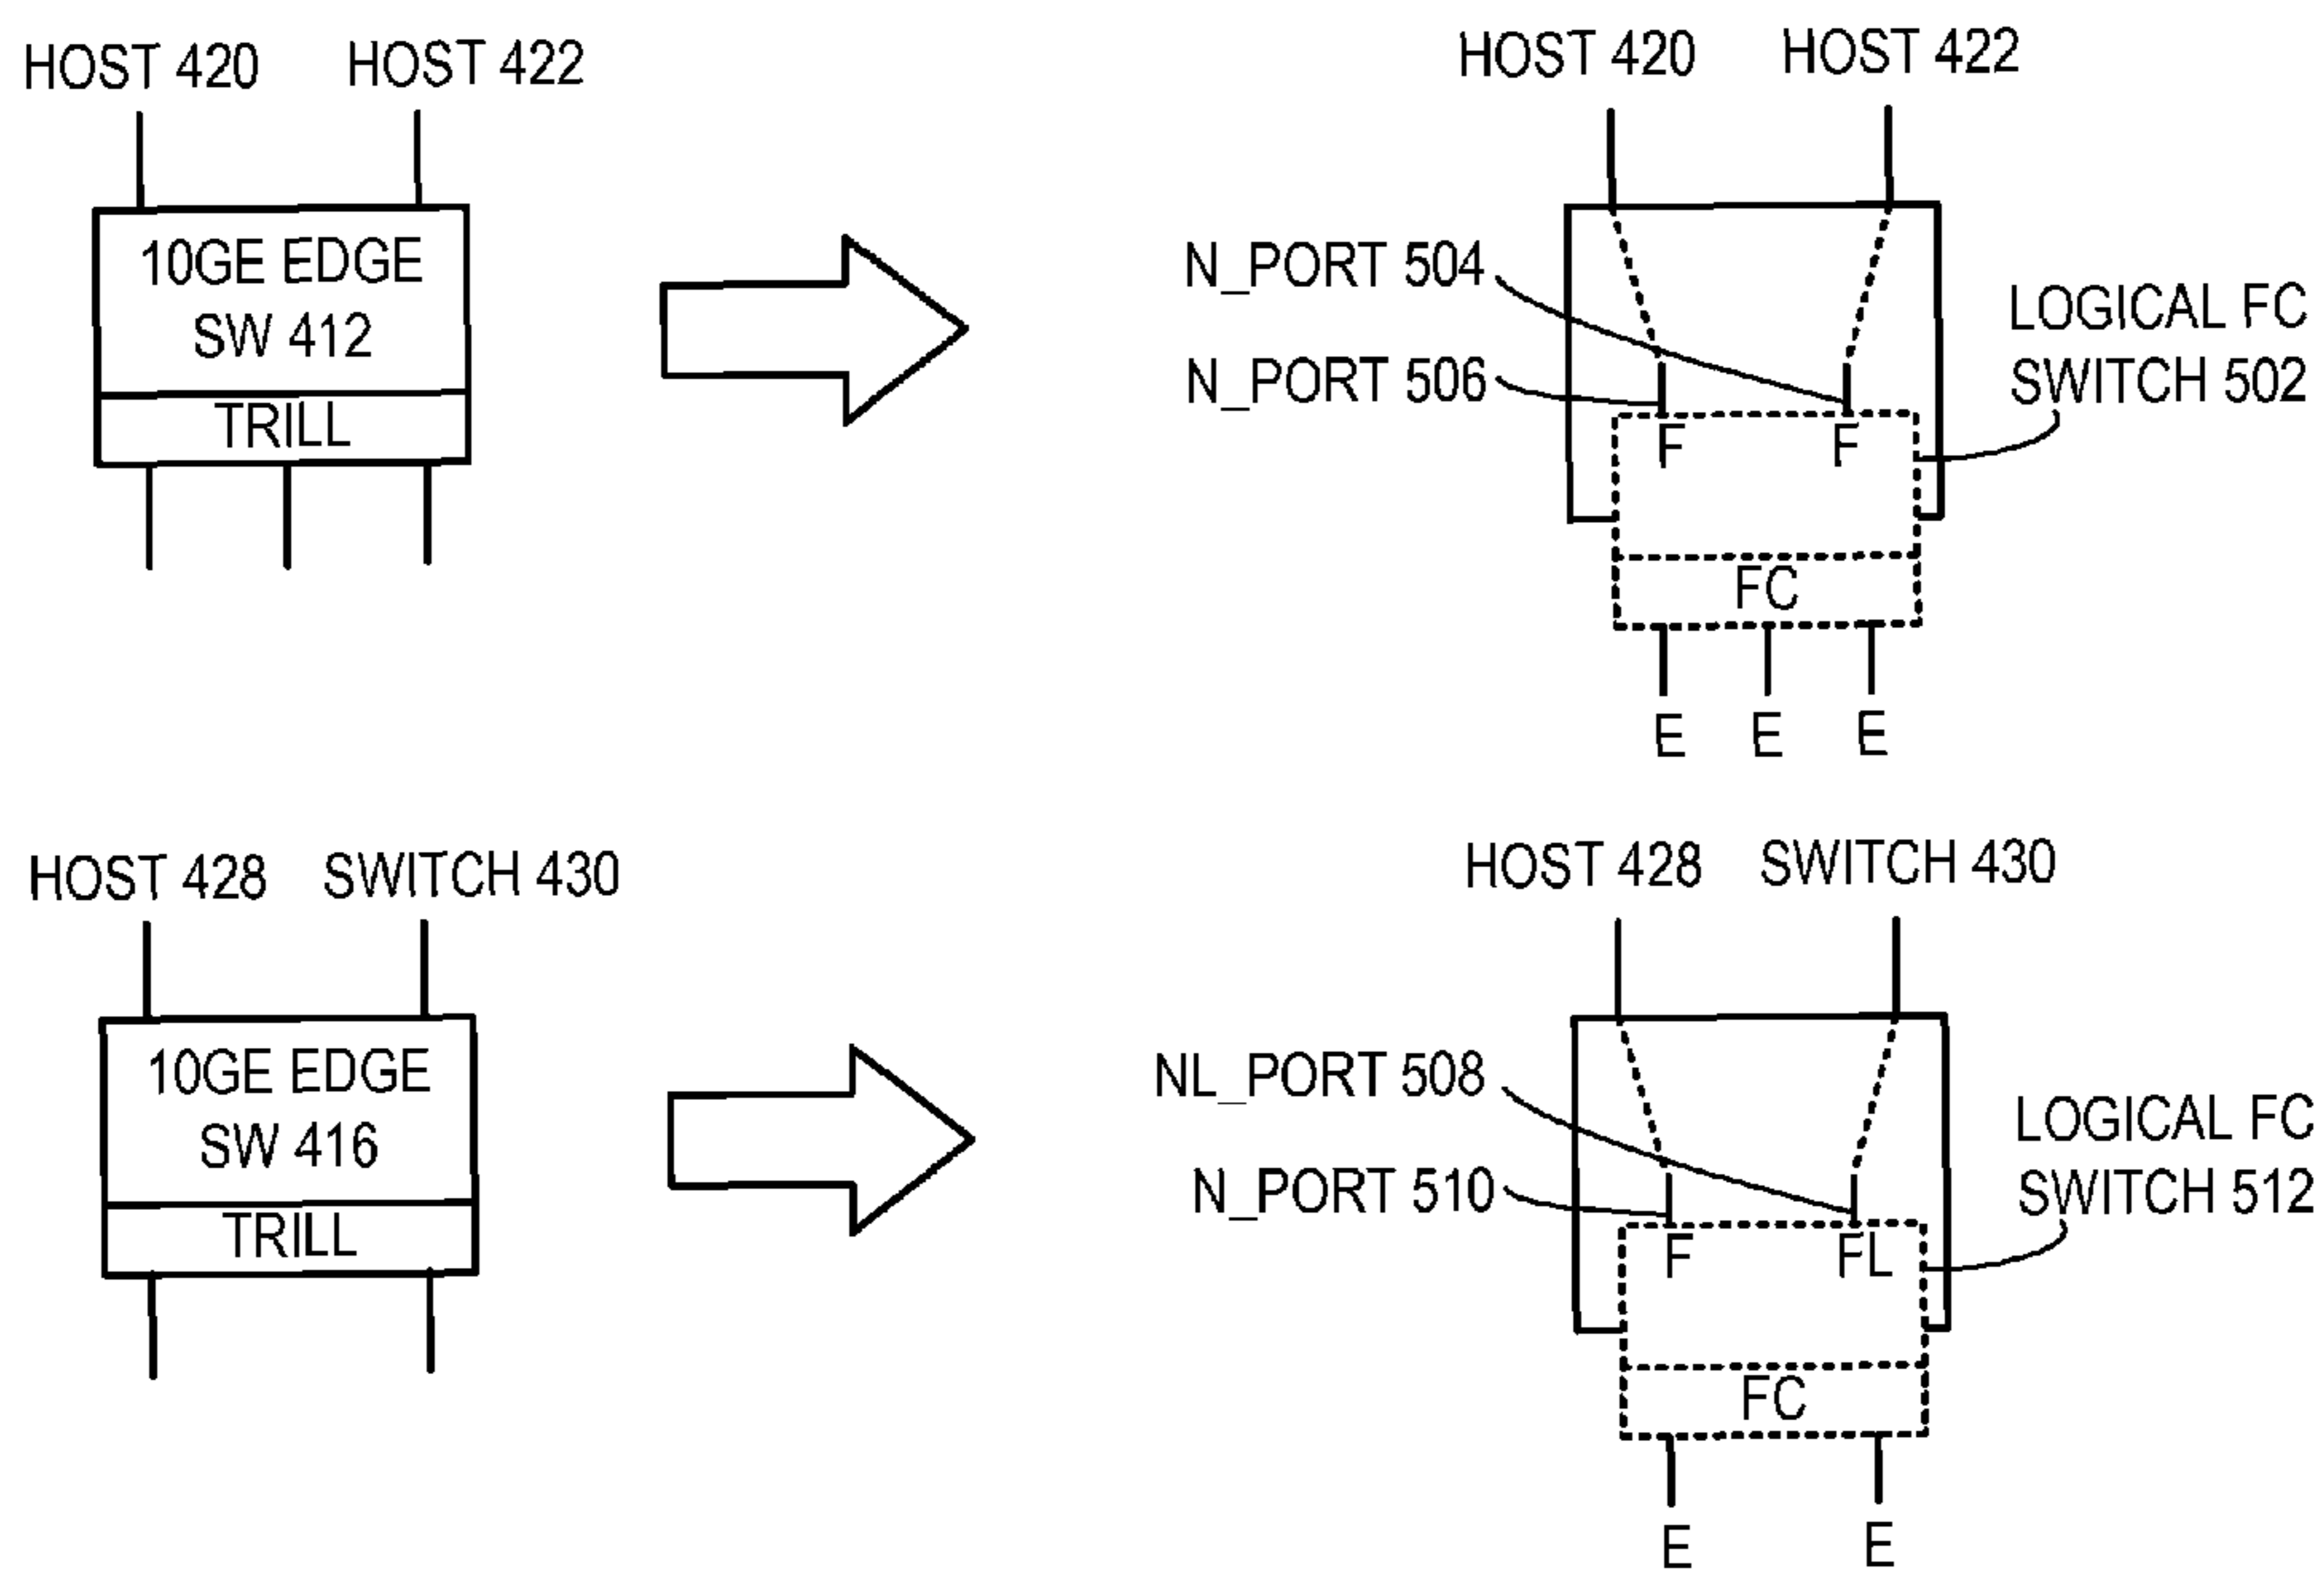 HOST 420
HOST 422
10GE EDGE
SW 412
TRILL
HOST 420
HOST 422
N_PORT 504
N_PORT 506
LOGICAL FC
SWITCH 502
F
F
FC
E
E
E
HOST 428
SWITCH 430
10GE EDGE
SW 416
TRILL
HOST 428
SWITCH 430
NL_PORT 508
N_PORT 510
LOGICAL FC
SWITCH 512
F
FL
FC
E
E